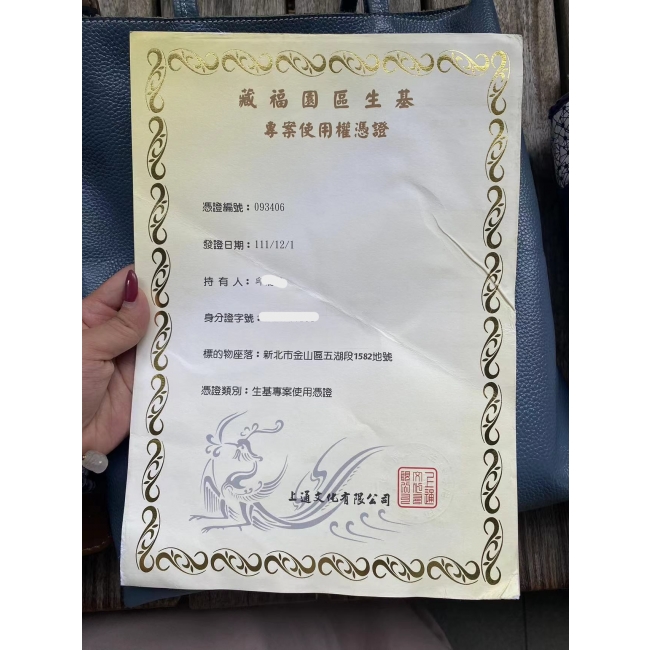 藏福園區生基
專案使用權憑證
憑證編號：093406
發證日期：111/12/1
持有人：
身分證字號：
標的物座落：新北市金山區五湖段1582地號
憑證類別：生基專案使用憑證
上通文化有限公司